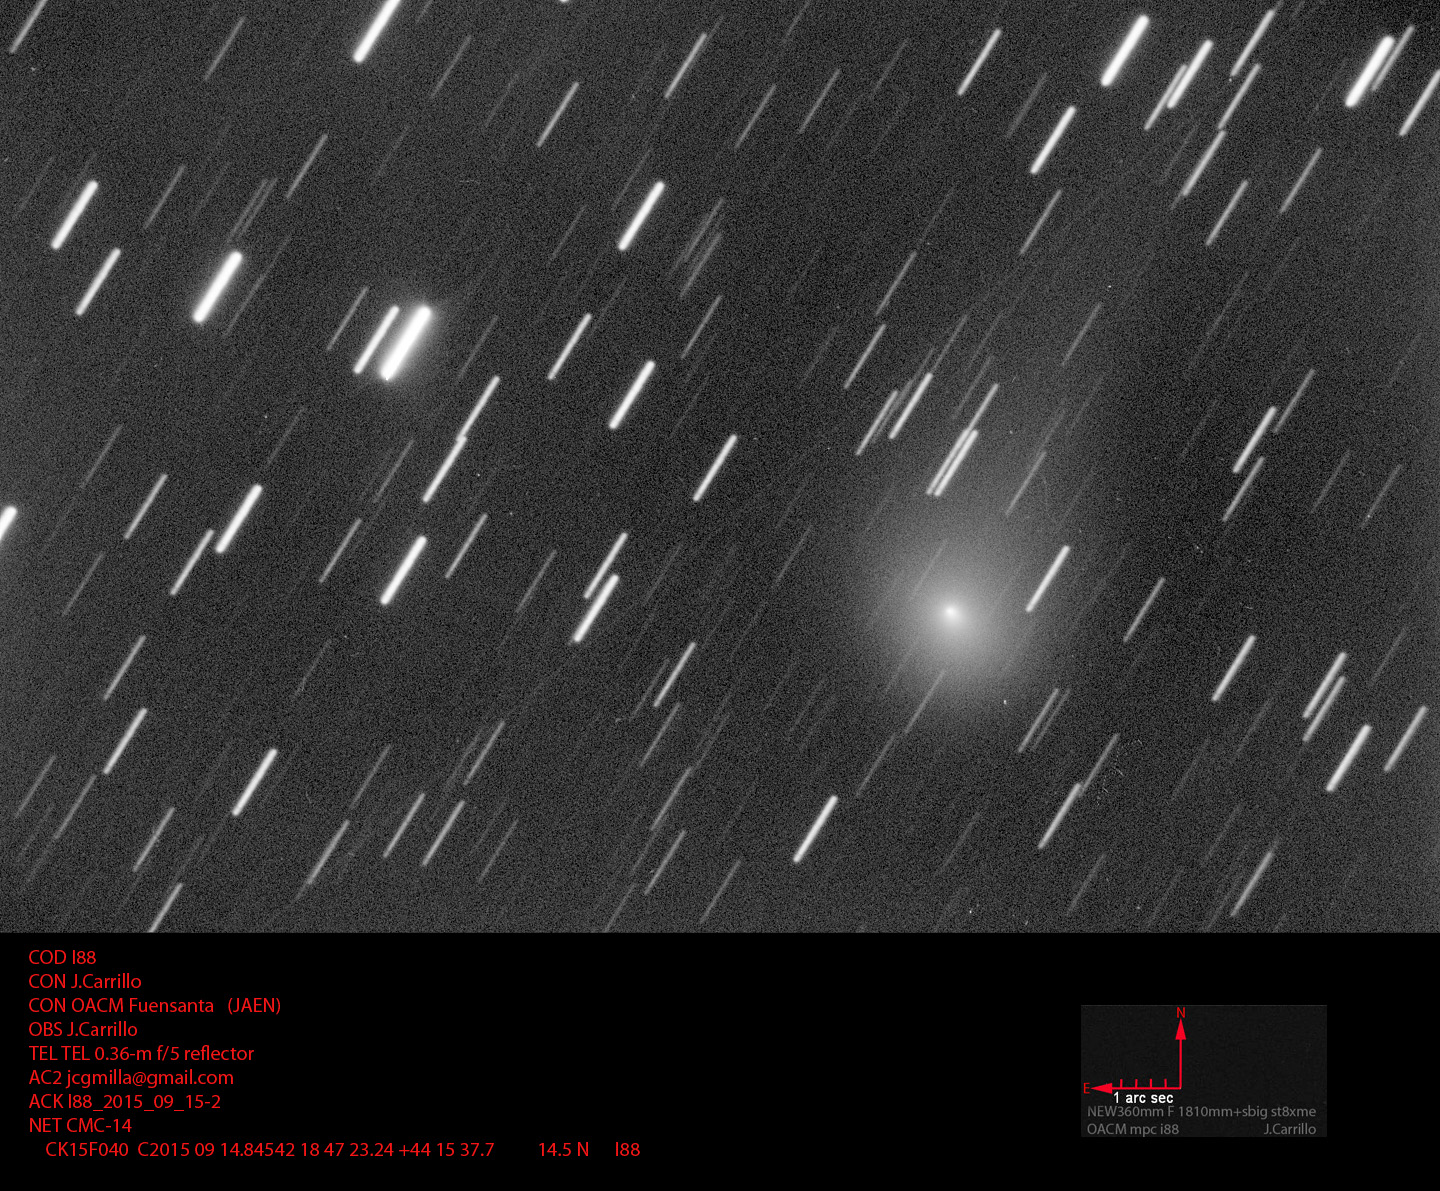 COD I88
CON J.Carrillo
CON OACM Fuensanta (JAEN)
OBS J.Carrillo
TEL TEL 0.36-m f/5 reflector
AC2 jcgmilla@gmail.com
ACK I88_2015_09_15-2
NET CMC-14
CK15F040 C2015 09 14.84542 18 47 23.24 +44 15 37.7 14.5 N I88
N
E
1 arc sec
NEW360mm F 1810mm+sbig st8xme
OACM mpc i88 J.Carrillo